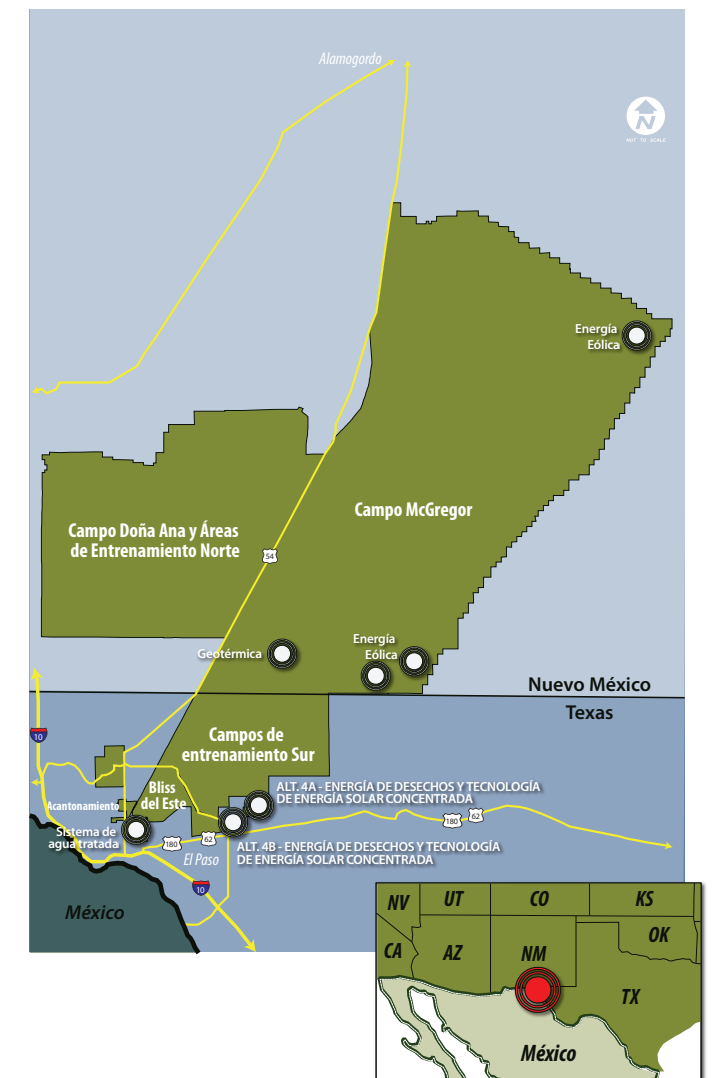 Alamogordo
N
NOT TO SCALE
Energía
Eólica
Campo McGregor
Campo Doña Ana y Áreas
de Entrenamiento Norte
54
Geotérmica
Energía
Eólica
Nuevo México
Texas
10
Campos de
entrenamiento Sur
Bliss
del Este
ALT. 4A - ENERGÍA DE DESECHOS Y TECNOLOGÍA
DE ENERGÍA SOLAR CONCENTRADA
Acantonamiento
Sistema de
agua tratada
180
62
180
62
ALT. 4B - ENERGÍA DE DESECHOS Y TECNOLOGÍA
DE ENERGÍA SOLAR CONCENTRADA
El Paso
10
México
NV
UT
CO
KS
CA
AZ
NM
OK
TX
México